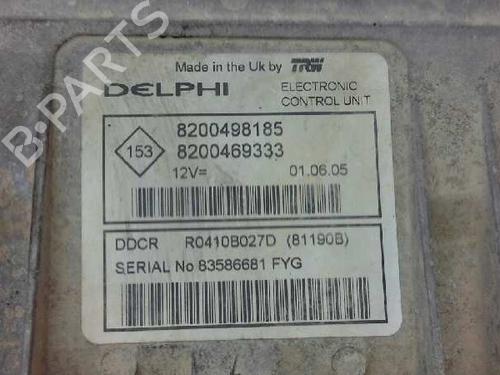 B-PARTS
Made in the Uk by TRW
DELPHI
ELECTRONIC
CONTROL UNIT
153
8200498185
8200469333
12V=
01.06.05
DDCR R0410B027D (81190B)
SERIAL No 83586681 FYG